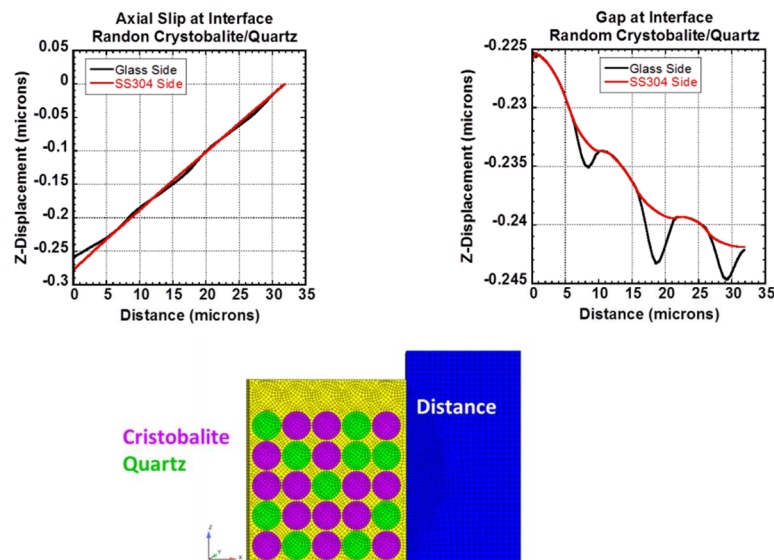 Axial Slip at Interface
Randon Crystobalite/Quartz
0.05
0
-0.05
-0.1
-0.15
-0.2
-0.25
-0.3
Z-Displacement (microns)
Glass Side
SS304 Side
0 5 10 15 20 25 30 35
Distance (microns)
Gap at Interface
Random Crystobalite/Quartz
-0.225
-0.23
-0.235
-0.24
-0.245
Z-Displacement (microns)
Glass Side
SS304 Side
0 5 10 15 20 25 30 35
Distance (microns)
Cristobalite
Quartz
Distance
Z
Y
X